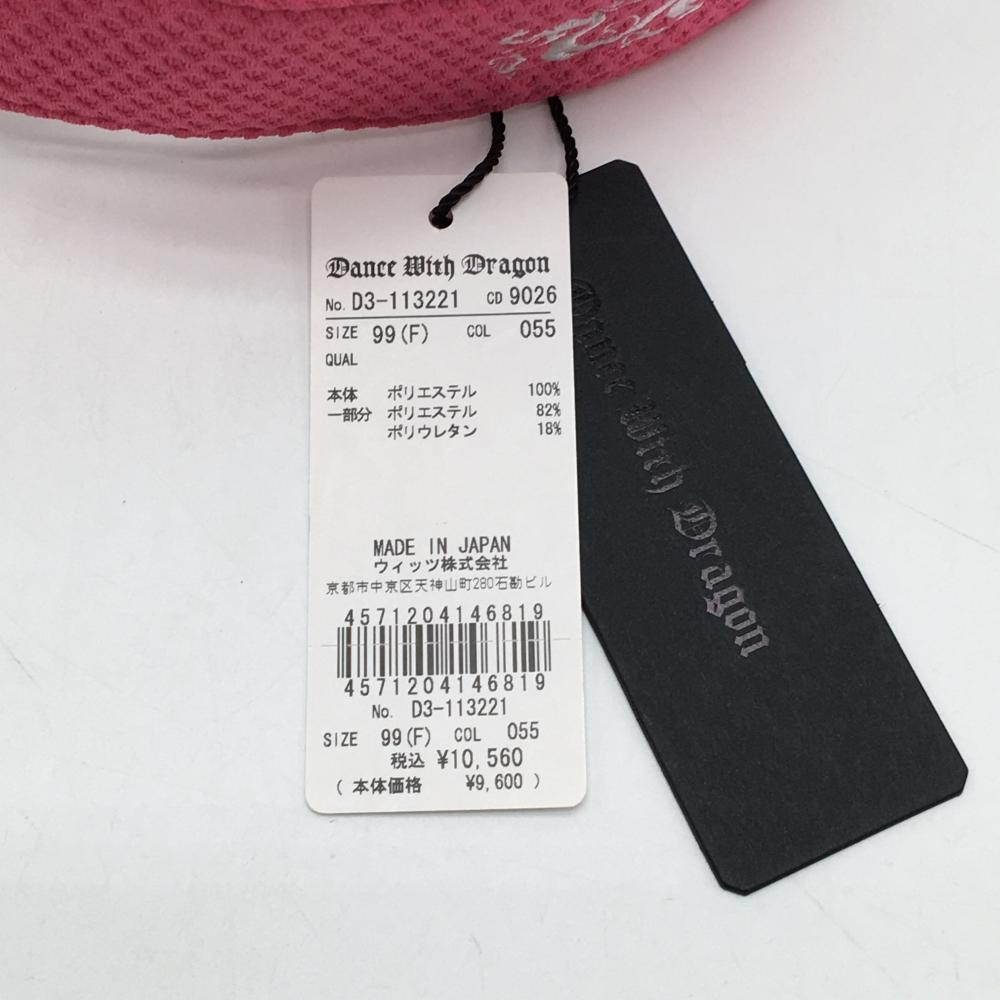 Dance With Dragon
No. D3-113221 CD 9026
SIZE 99(F) COL 055
QUAL
本体 ポリエステル 100%
一部分 ポリエステル 82%
ポリウレタン 18%
MADE IN JAPAN
ウィッツ株式会社
京都市中京区天神山町280石勘ビル
4571204146819
4571204146819
No. D3-113221
SIZE 99(F) COL 055
税込 ¥10,560
( 本体価格 ¥9,600 )
Dance With Dragon